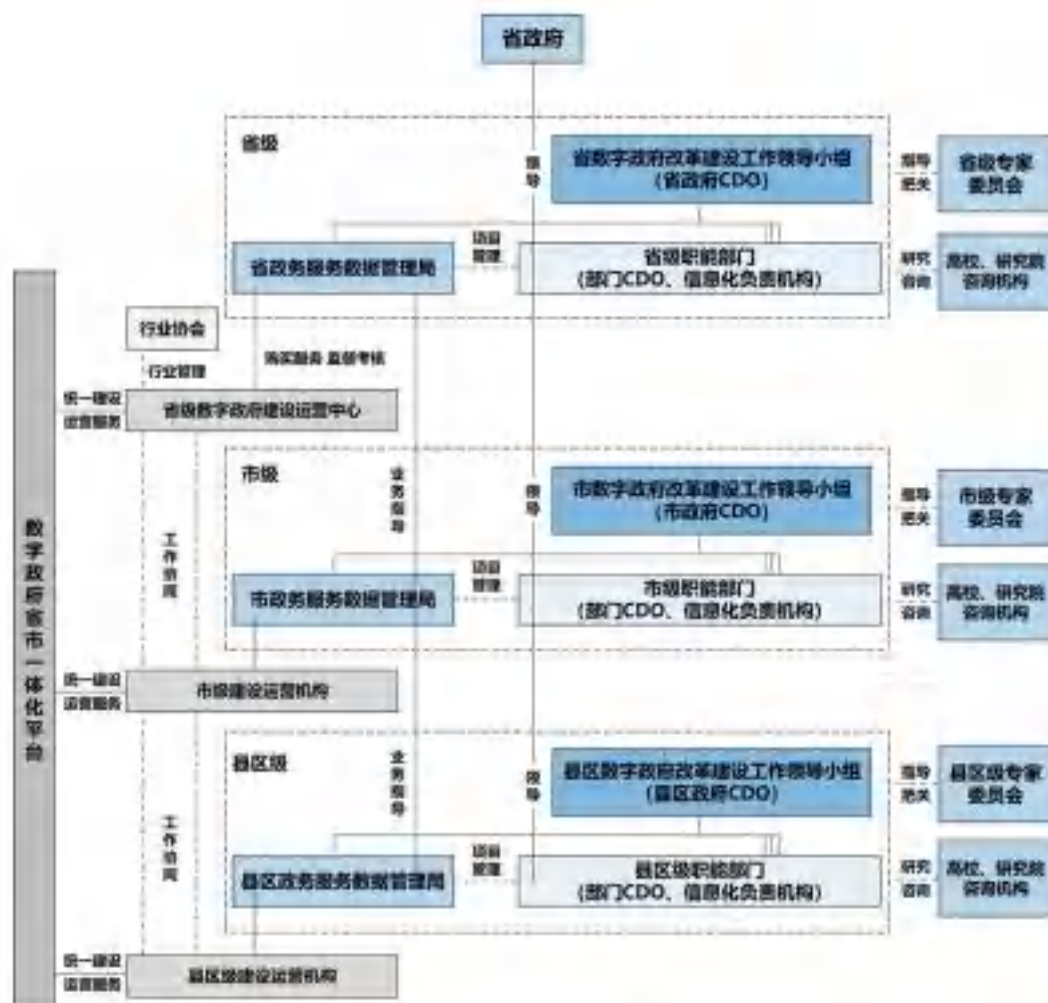 省政府
省级
领导
省数字政府改革建设工作领导小组
(省政府CDO)
指导
把关
省级专家
委员会
省政务服务数据管理局
项目
管理
省级职能部门
(部门CDO、信息化负责机构)
研究
咨询
高校、研究院
咨询机构
行业协会
行业管理
购买服务 监督考核
统一建设
运营服务
省级数字政府建设运营中心
数字政府省市一体化平台
工作协同
业务指导
市级
领导
市数字政府改革建设工作领导小组
(市政府CDO)
指导
把关
市级专家
委员会
市政务服务数据管理局
项目
管理
市级职能部门
(部门CDO、信息化负责机构)
研究
咨询
高校、研究院
咨询机构
统一建设
运营服务
市级建设运营机构
工作协同
业务指导
县区级
领导
县区数字政府改革建设工作领导小组
(县区政府CDO)
指导
把关
县区级专家
委员会
县区政务服务数据管理局
项目
管理
县区级职能部门
(部门CDO、信息化负责机构)
研究
咨询
高校、研究院
咨询机构
统一建设
运营服务
县区级建设运营机构